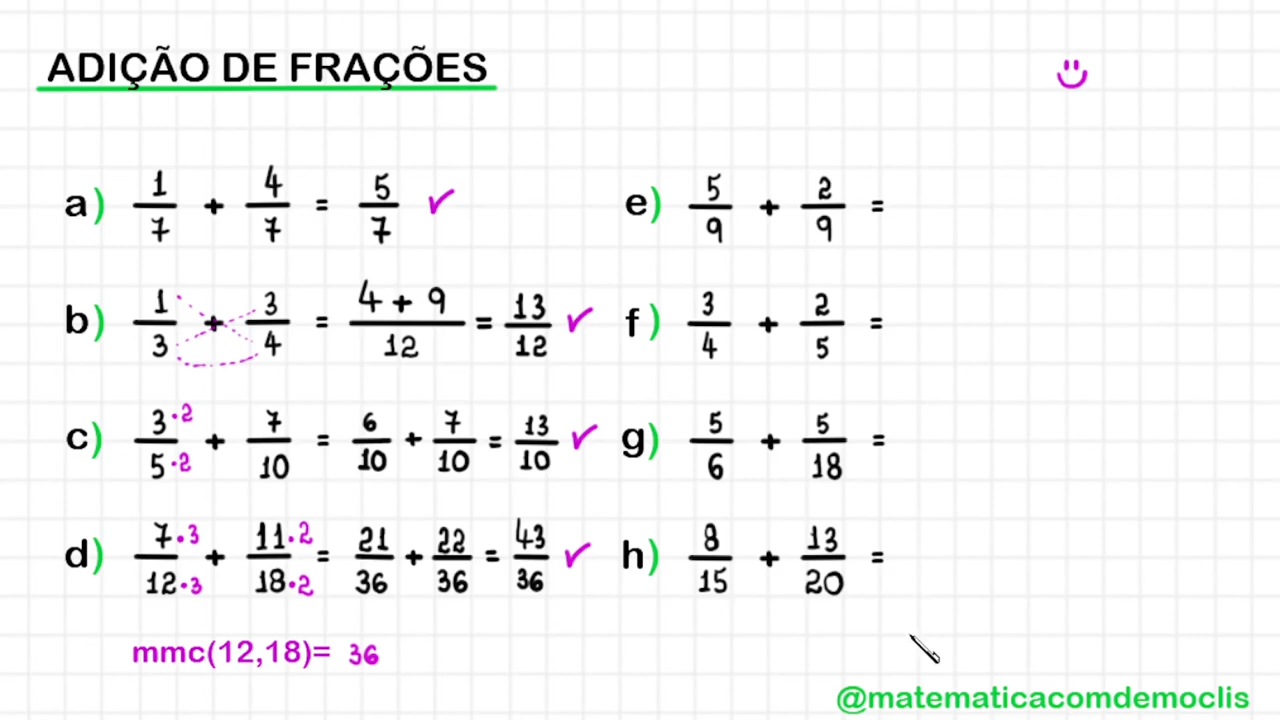 ADIÇÃO DE FRAÇÕES
a) 1/7 + 4/7 = 5/7 ✓
b) 1/3 + 3/4 = (4 + 9)/12 = 13/12 ✓
c) 3·2/5·2 + 7/10 = 6/10 + 7/10 = 13/10 ✓
d) 7·3/12·3 + 11·2/18·2 = 21/36 + 22/36 = 43/36 ✓
mmc(12,18)= 36
e) 5/9 + 2/9 =
f) 3/4 + 2/5 =
g) 5/6 + 5/18 =
h) 8/15 + 13/20 =
@matematicacomdemoclis